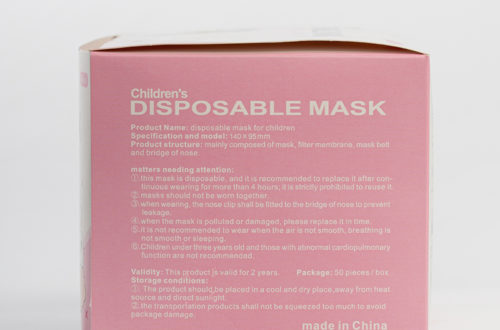 Children's
DISPOSABLE MASK
Product Name: disposable mask for children
Specification and model: 140×95mm
Product structure: mainly composed of mask, filter membrane, mask belt
and bridge of nose.
matters needing attention:
① this mask is disposable, and it is recommended to replace it after con-
tinuous wearing for more than 4 hours, it is strictly prohibited to reuse it.
② masks should not be worn together.
③ when wearing, the nose clip shall be fitted to the bridge of nose to prevent
leakage.
④ when the mask is polluted or damaged, please replace it in time.
⑤ it is not recommended to wear when the air is not smooth, breathing is
not smooth or sleeping.
⑥ Children under three years old and those with abnormal cardiopulmonary
function are not recommended.
Validity: This product is valid for 2 years. Package: 50 pieces / box
Storage conditions:
① The product should be placed in a cool and dry place, away from heat
source and direct sunlight.
② the transportation products shall not be squeezed too much to avoid
package damage.
made in China